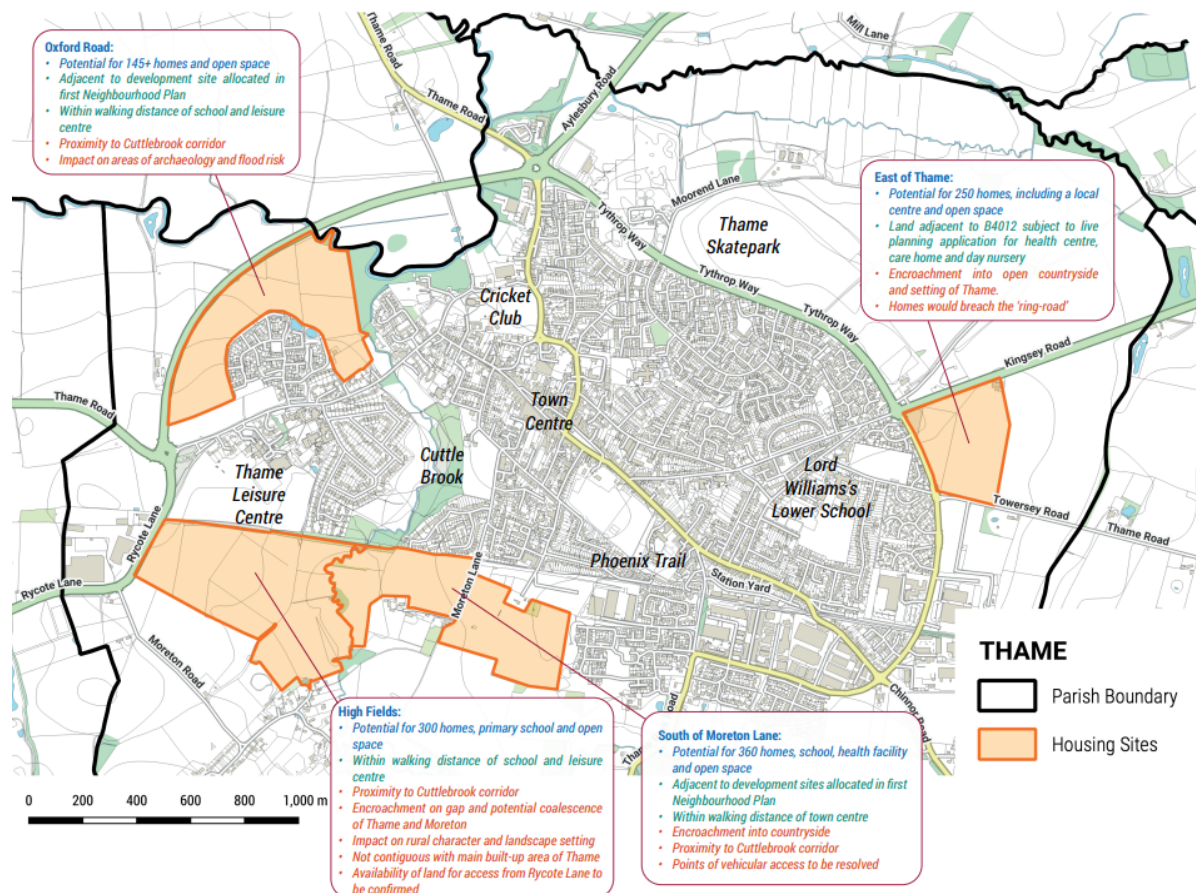 Oxford Road:
• Potential for 145+ homes and open space
• Adjacent to development site allocated in
first Neighbourhood Plan
• Within walking distance of school and leisure
centre
• Proximity to Cuttlebrook corridor
• Impact on areas of archaeology and flood risk
Thame Road
Thame Road
Aylesbury Road
Mill Lane
Moorend Lane
Tythrop Way
Thame
Skatepark
Tythrop Way
Tythrop Way
East of Thame:
• Potential for 250 homes, including a local
centre and open space
• Land adjacent to B4012 subject to live
planning application for health centre,
care home and day nursery
• Encroachment into open countryside
and setting of Thame.
• Homes would breach the 'ring-road'
Kingsey Road
Cricket
Club
Thame Road
Town
Centre
Cuttle
Brook
Thame
Leisure
Centre
Lord
Williams's
Lower School
Towersey Road
Thame Road
Rycote Lane
Rycote Lane
Phoenix Trail
Station Yard
Moreton Lane
Moreton Road
Chinnor Road
Road
Tha
THAME
Parish Boundary
Housing Sites
High Fields:
• Potential for 300 homes, primary school and open
space
• Within walking distance of school and leisure
centre
• Proximity to Cuttlebrook corridor
• Encroachment on gap and potential coalescence
of Thame and Moreton
• Impact on rural character and landscape setting
• Not contiguous with main built-up area of Thame
• Availability of land for access from Rycote Lane to
be confirmed
South of Moreton Lane:
• Potential for 360 homes, school, health facility
and open space
• Adjacent to development sites allocated in first
Neighbourhood Plan
• Within walking distance of town centre
• Encroachment into countryside
• Proximity to Cuttlebrook corridor
• Points of vehicular access to be resolved
0 200 400 600 800 1,000 m